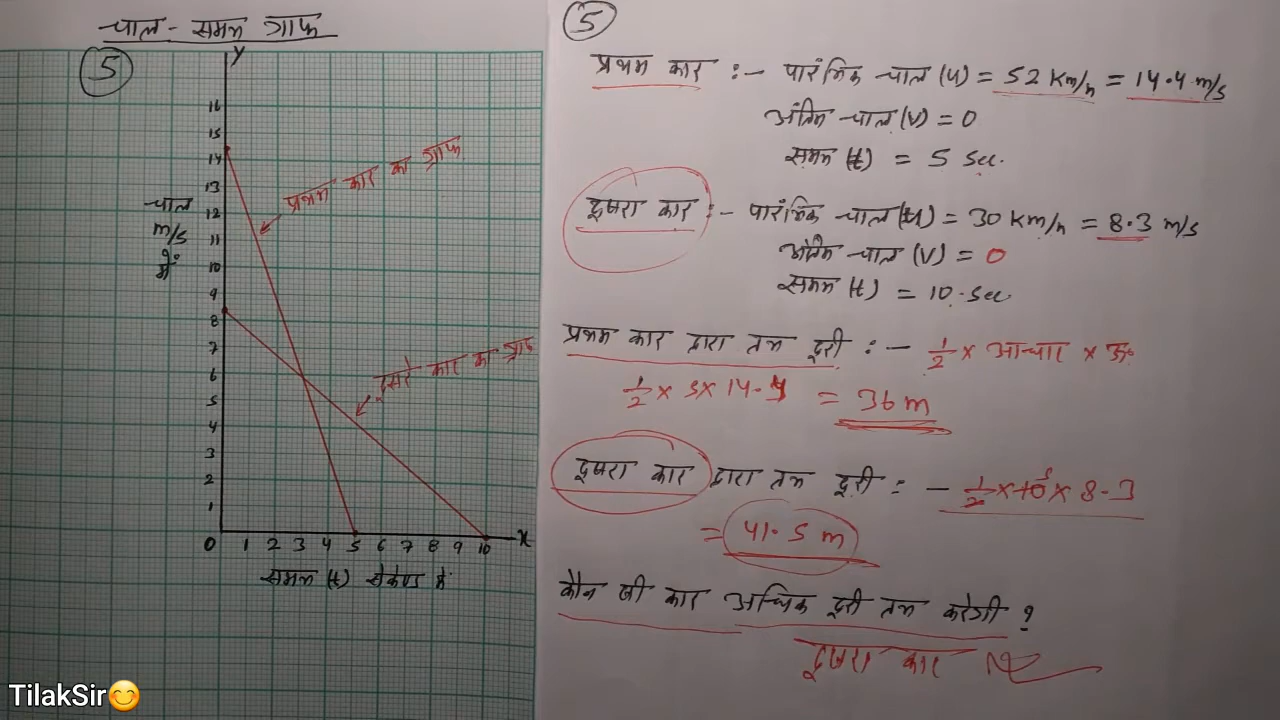 चाल - समय ग्राफ
5
y
16
15
14
13
12
11
10
9
8
7
6
5
4
3
2
1
चाल
m/s
में
प्रथम कार का ग्राफ
दूसरे कार का ग्राफ
0 1 2 3 4 5 6 7 8 9 10 x
समय (t) सेकेण्ड में
5
प्रथम कार :- पारंभिक चाल (u) = 52 Km/h = 14.4 m/s
अंतिम चाल (v) = 0
समय (t) = 5 Sec.
दूसरा कार :- पारंभिक चाल (u) = 30 Km/h = 8.3 m/s
अंतिम चाल (v) = 0
समय (t) = 10 Sec
प्रथम कार द्वारा तय दूरी :- 1/2 × आधार × ऊँ
1/2 × 5 × 14.4 = 36 m
दूसरा कार द्वारा तय दूरी :- 1/2 × 10 5 × 8.3
= 41.5 m
कौन सी कार अधिक दूरी तय करेगी ?
दूसरा कार
TilakSir😊